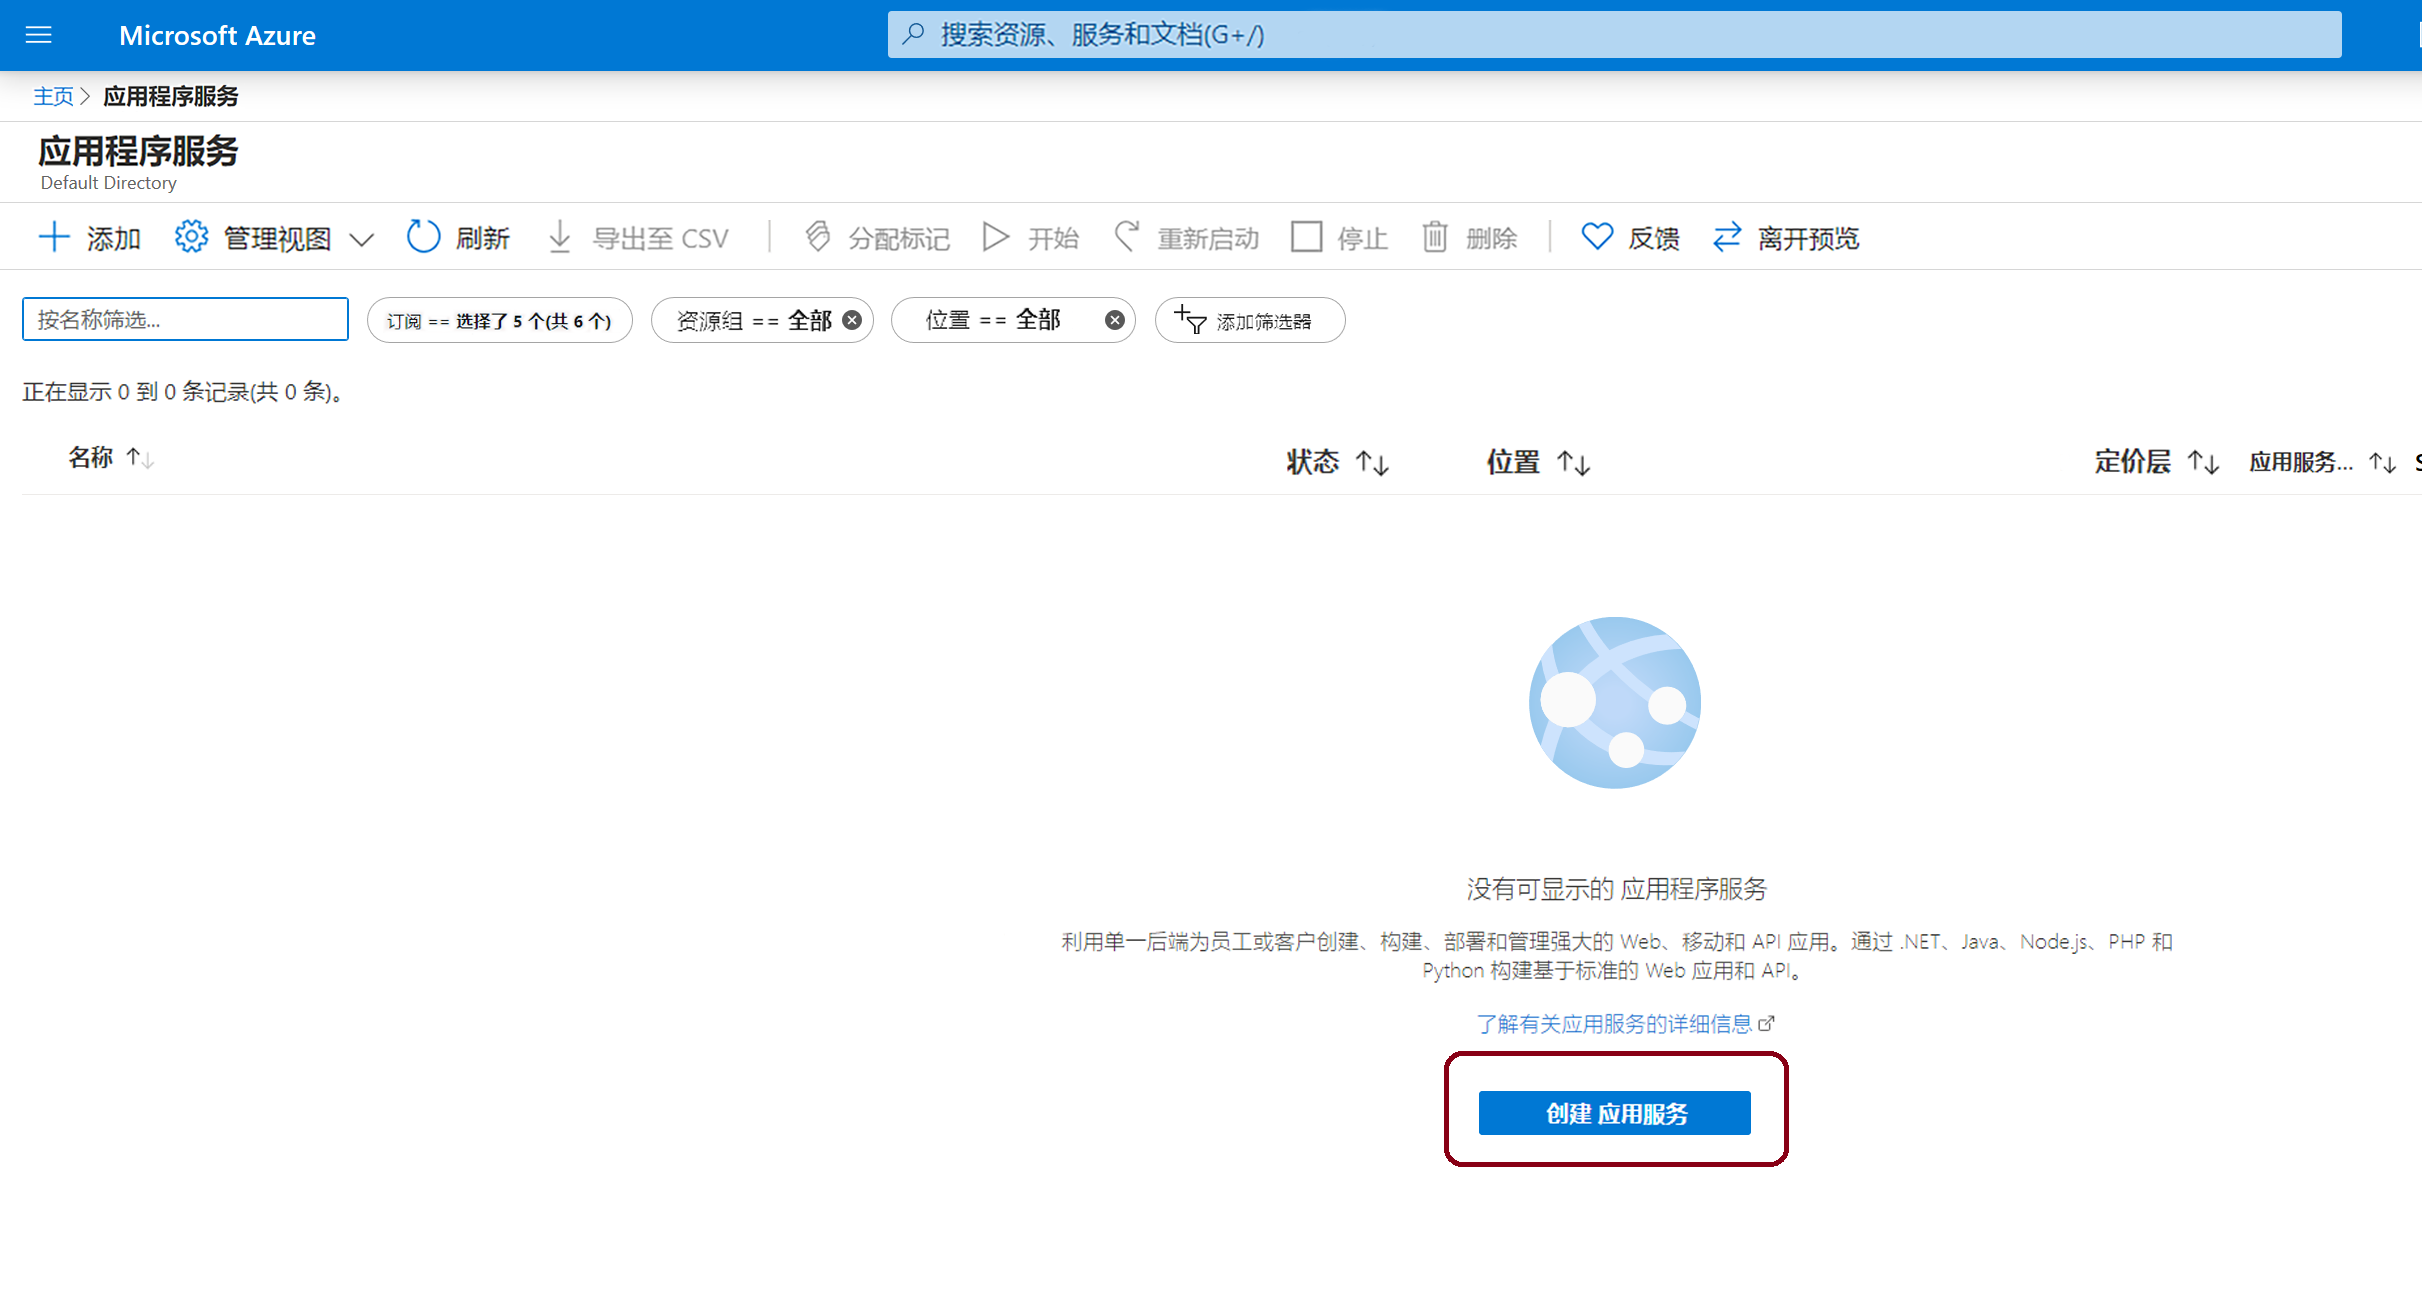 Microsoft Azure
搜索资源、服务和文档(G+/)
主页 > 应用程序服务
应用程序服务
Default Directory
添加 管理视图 刷新 导出至 CSV 分配标记 开始 重新启动 停止 删除 反馈 离开预览
按名称筛选... 订阅 == 选择了 5 个(共 6 个) 资源组 == 全部 位置 == 全部 添加筛选器
正在显示 0 到 0 条记录(共 0 条)。
名称 状态 位置 定价层 应用服务...
没有可显示的 应用程序服务
利用单一后端为员工或客户创建、构建、部署和管理强大的 Web、移动和 API 应用。通过 .NET、Java、Node.js、PHP 和
Python 构建基于标准的 Web 应用和 API。
了解有关应用服务的详细信息
创建 应用服务